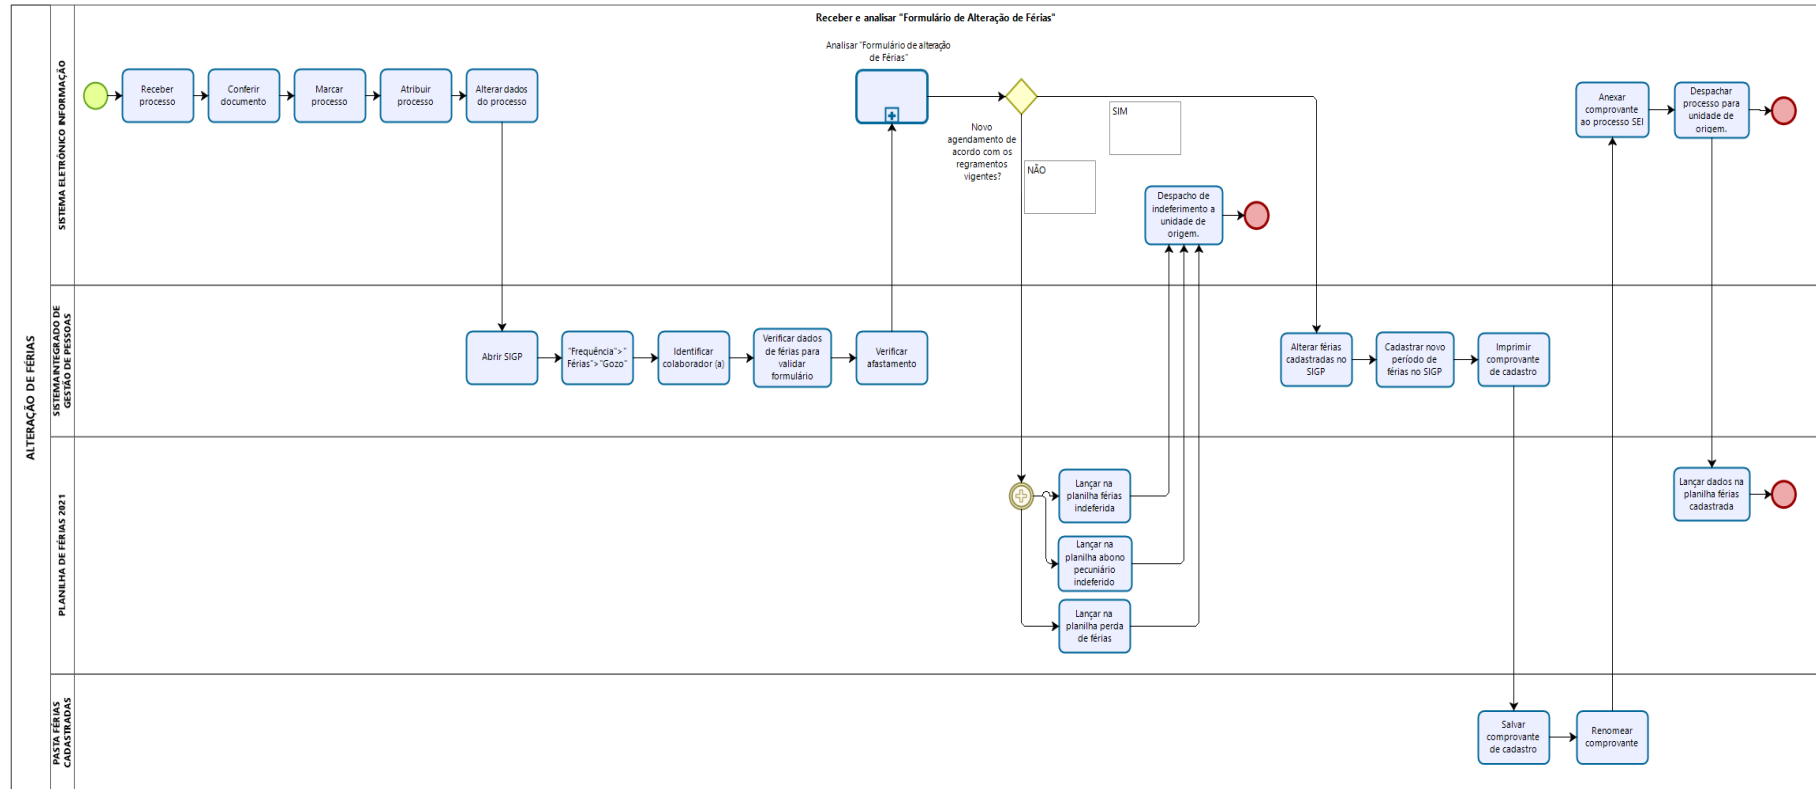 Receber e analisar "Formulário de Alteração de Férias"
ALTERAÇÃO DE FÉRIAS
SISTEMA ELETRÔNICO INFORMAÇÃO
Receber
processo
Conferir
documento
Marcar
processo
Atribuir
processo
Alterar dados
do processo
Analisar "Formulário de alteração
de Férias"
Novo
agendamento de
acordo com os
regramentos
vigentes?
SIM
NÃO
Despacho de
indeferimento a
unidade de
origem.
Anexar
comprovante
ao processo SEI
Despachar
processo para
unidade de
origem.
SISTEMA INTEGRADO DE
GESTÃO DE PESSOAS
Abrir SIGP
"Frequência">"
Férias">"Gozo"
Identificar
colaborador (a)
Verificar dados
de férias para
validar
formulário
Verificar
afastamento
Alterar férias
cadastradas no
SIGP
Cadastrar novo
período de
férias no SIGP
Imprimir
comprovante
de cadastro
PLANILHA DE FÉRIAS 2021
Lançar na
planilha férias
indeferida
Lançar na
planilha abono
pecuniário
indeferido
Lançar na
planilha perda
de férias
Lançar dados na
planilha férias
cadastrada
PASTA FÉRIAS
CADASTRADAS
Salvar
comprovante
de cadastro
Renomear
comprovante